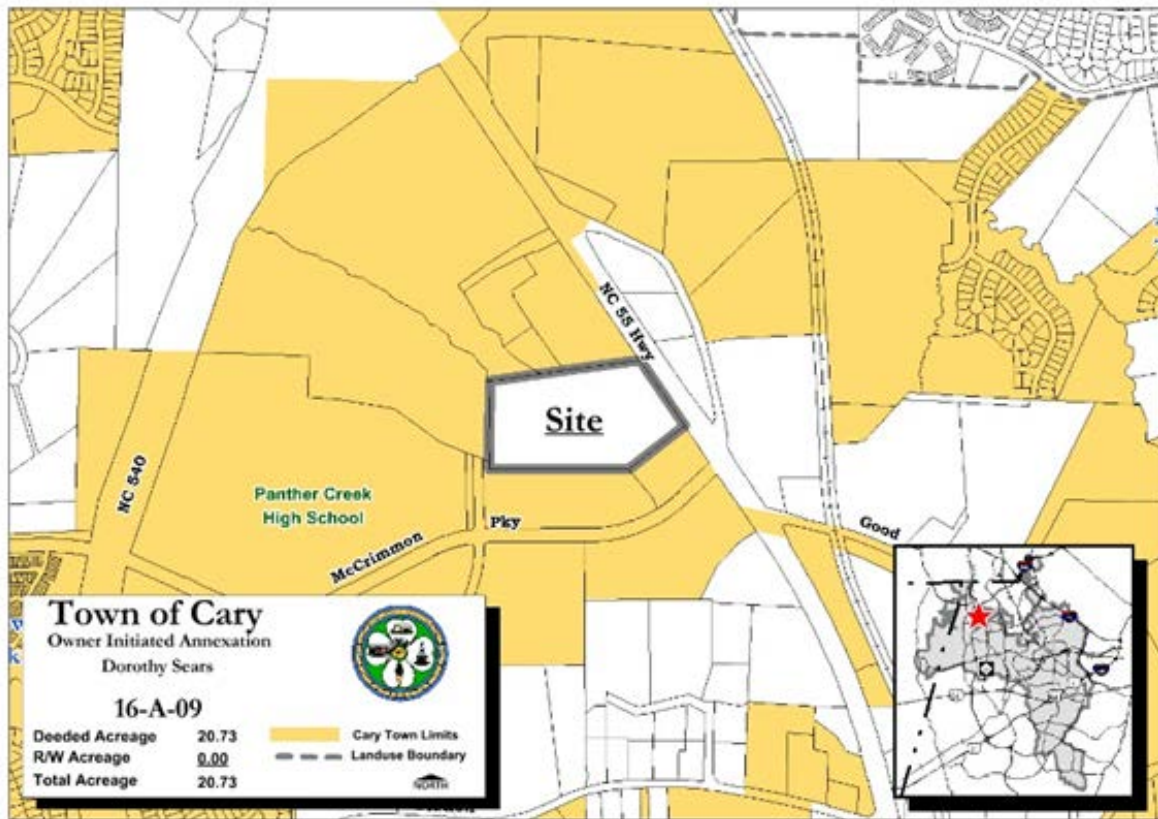 NC 55 Hwy
Site
NC 540
Panther Creek
High School
McCrimmon
Pky
Good
Town of Cary
Owner Initiated Annexation
Dorothy Sears
16-A-09
Deeded Acreage 20.73
R/W Acreage 0.00
Total Acreage 20.73
Cary Town Limits
Landuse Boundary
NORTH